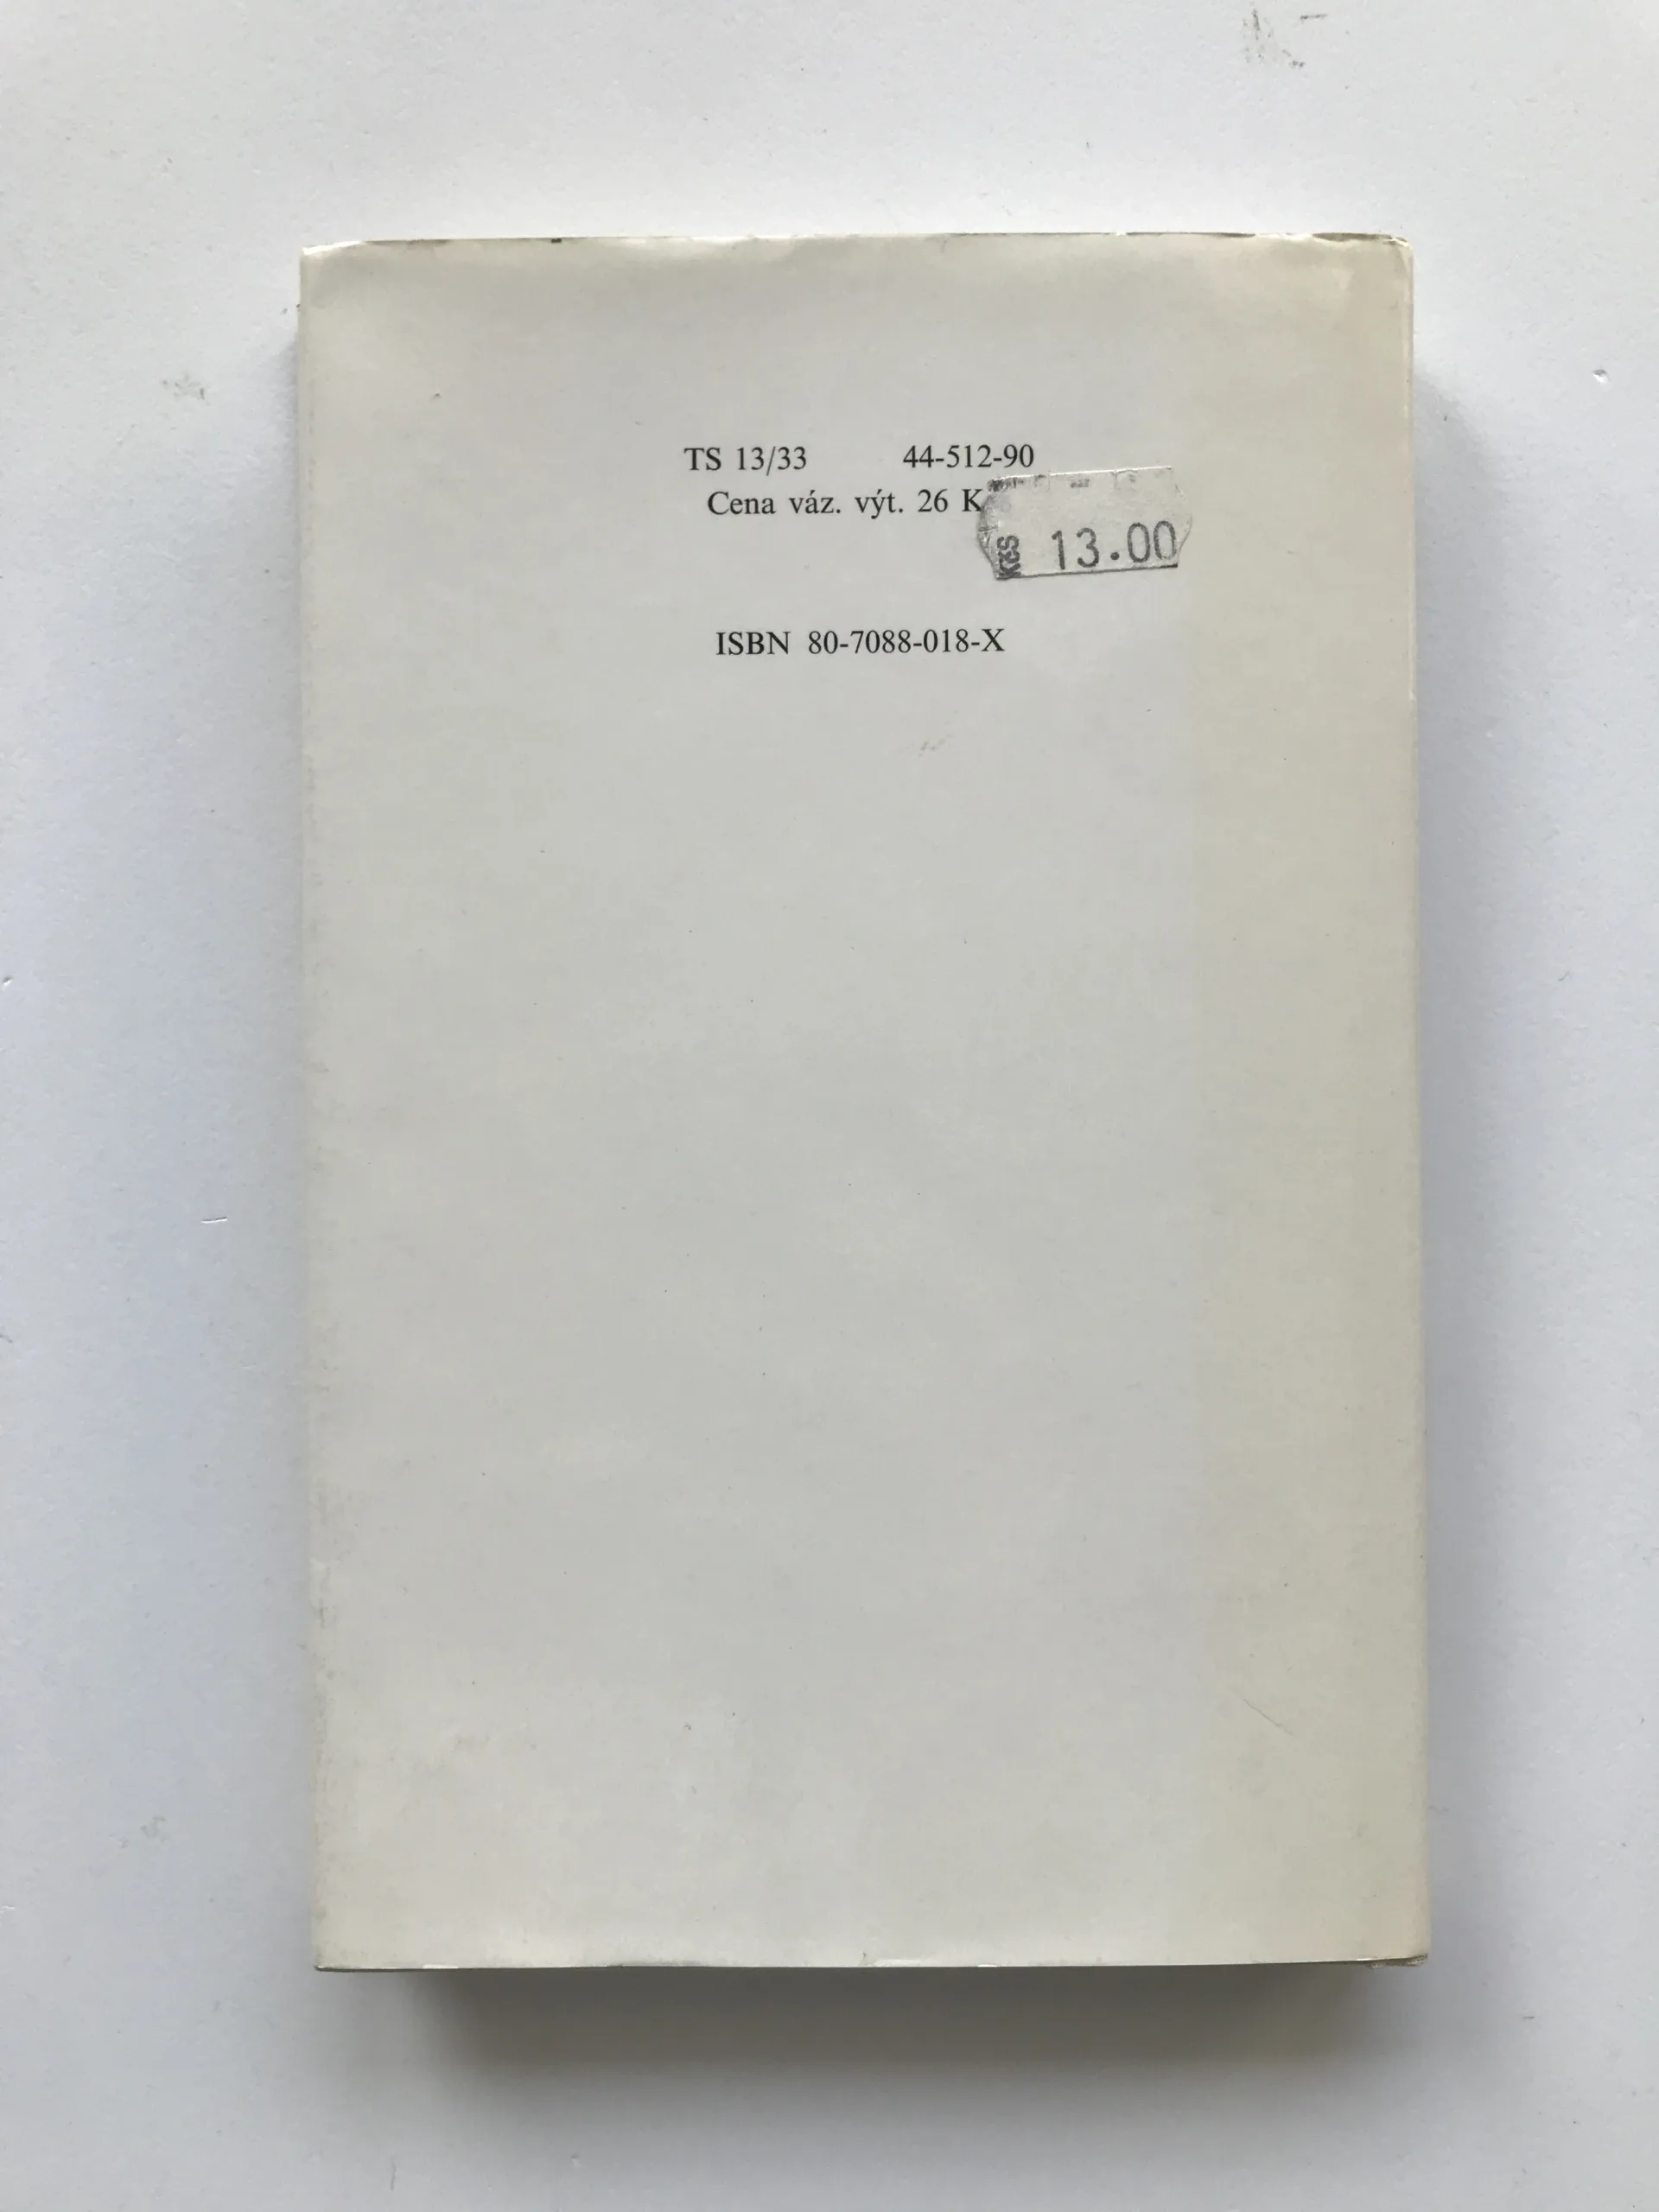 TS 13/33 44-512-90
Cena váz. výt. 26 K
Kčs 13.00
ISBN 80-7088-018-X